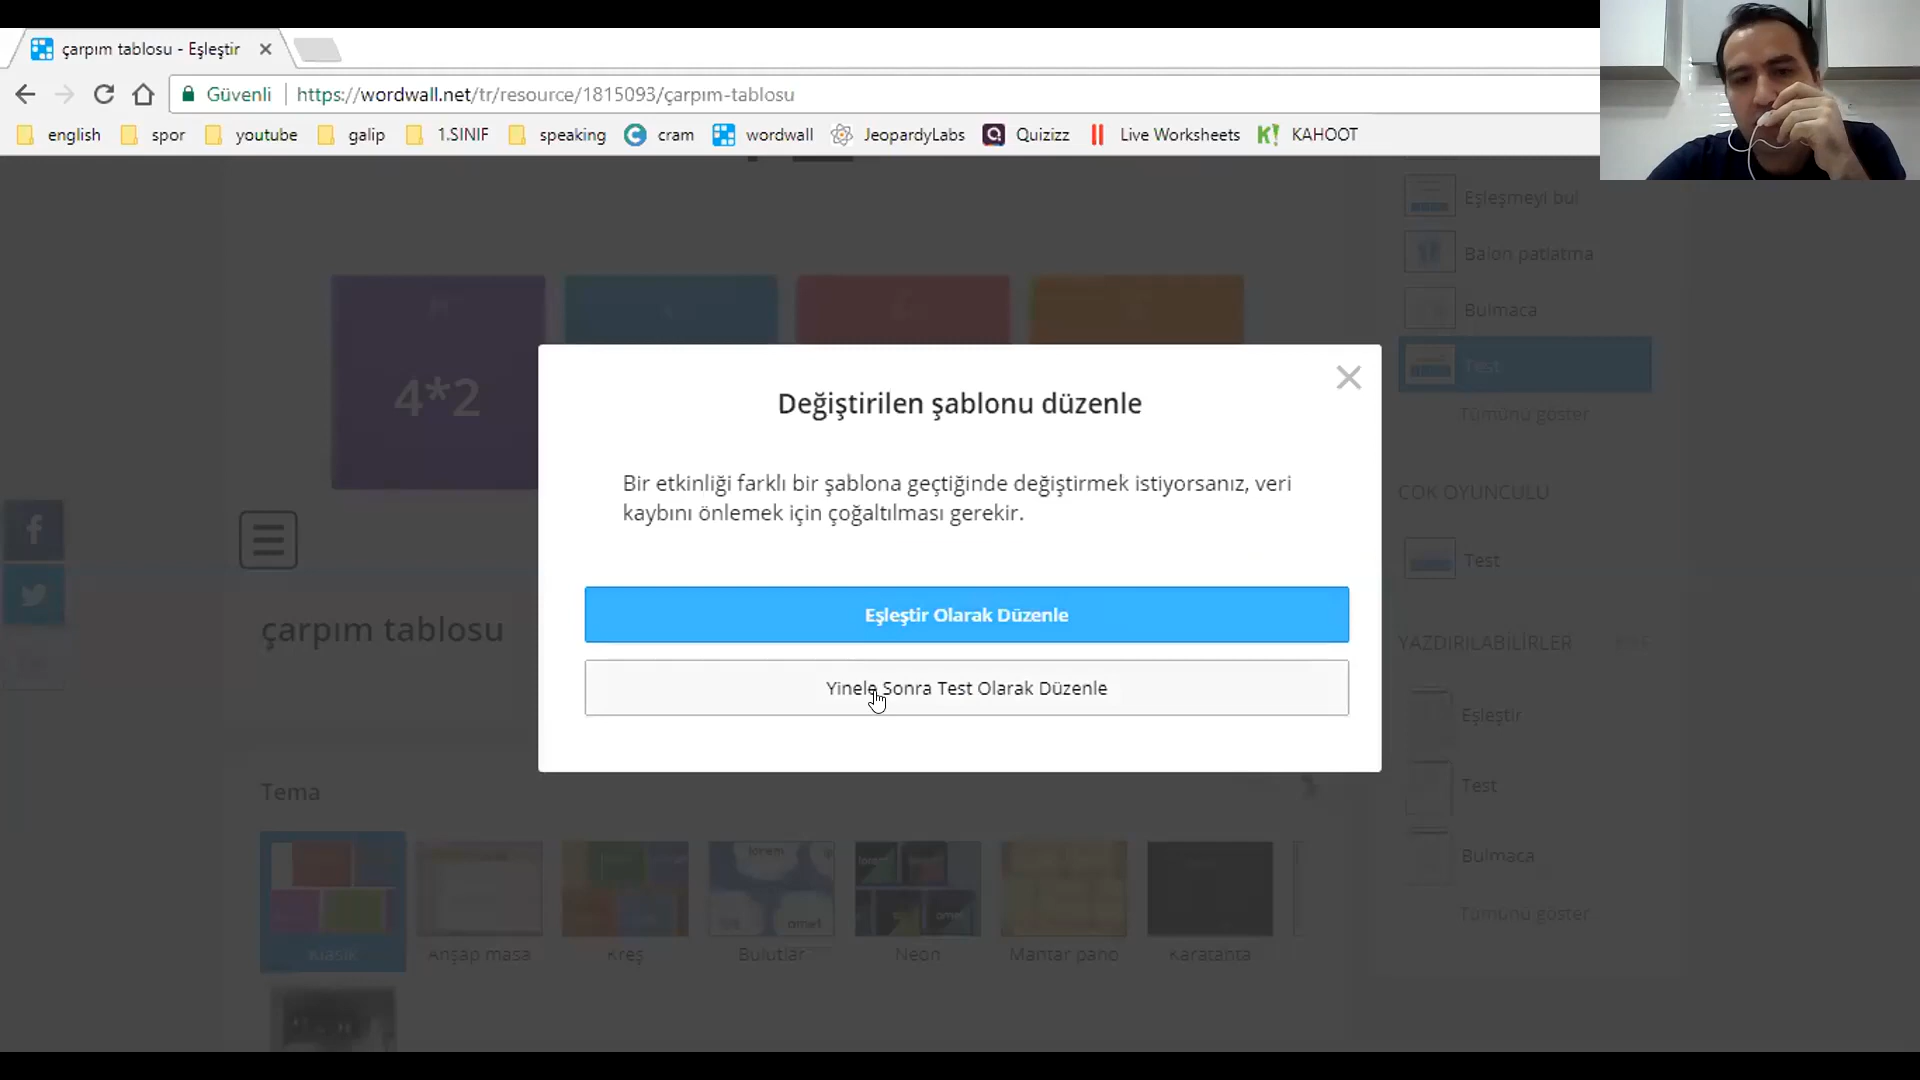 çarpım tablosu - Eşleştir
Güvenli
https://wordwall.net/tr/resource/1815093/çarpım-tablosu
english spor youtube galip 1.SINIF speaking cram wordwall JeopardyLabs Quizizz Live Worksheets KAHOOT
Eşleşmeyi bul
Balon patlatma
Bulmaca
Test
Tümünü göster
4*2
Değiştirilen şablonu düzenle
Bir etkinliği farklı bir şablona geçtiğinde değiştirmek istiyorsanız, veri
kaybını önlemek için çoğaltılması gerekir.
Eşleştir Olarak Düzenle
Yinele Sonra Test Olarak Düzenle
ÇOK OYUNCULU
Test
çarpım tablosu
YAZDIRILABİLİRLER
Eşleştir
Test
Bulmaca
Tümünü göster
Tema
lorem
amet
Klasik
Ahşap masa
Kreş
Bulutlar
Neon
Mantar pano
Karatahta